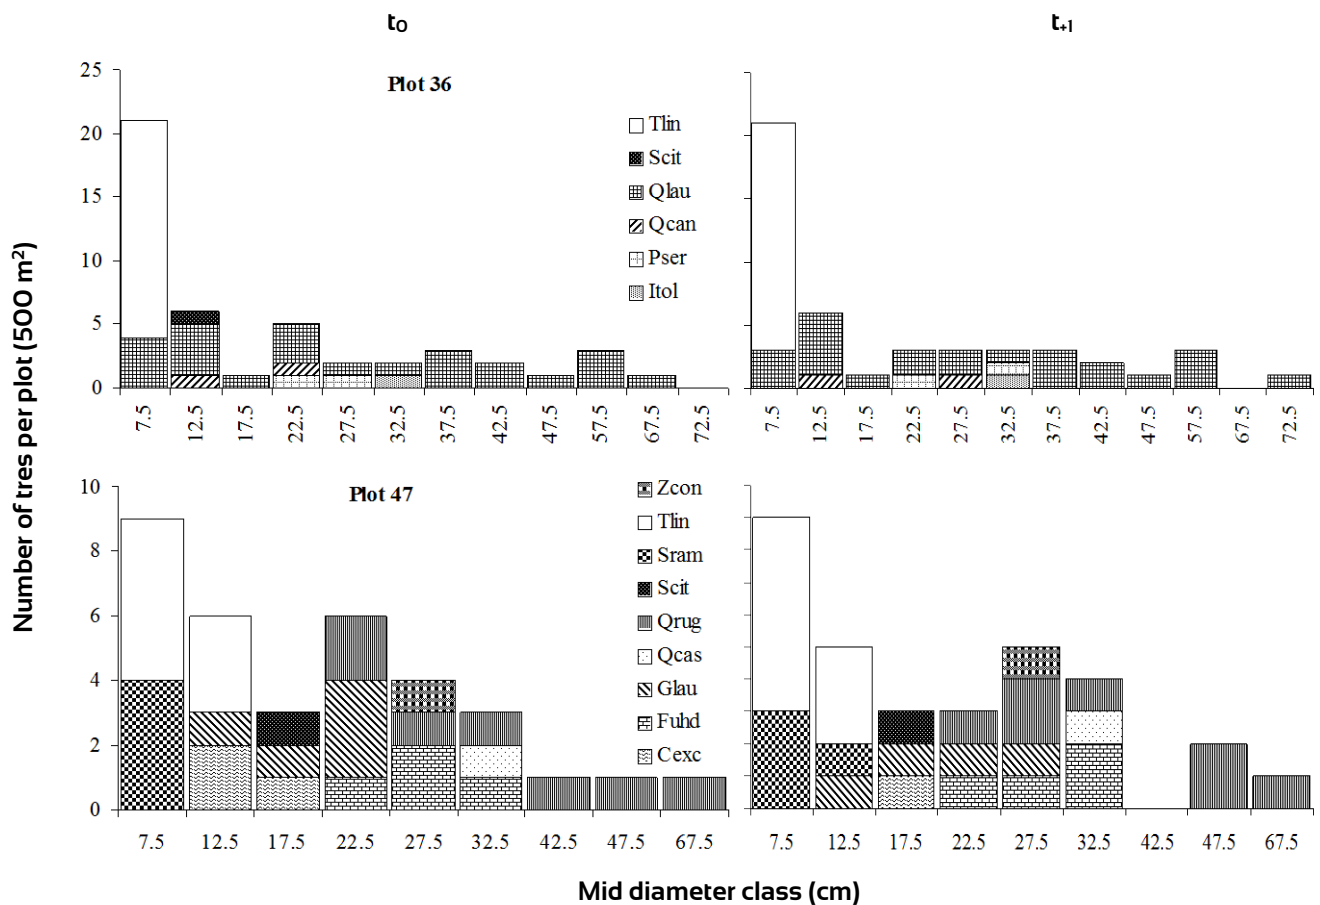 t0 t+1
Plot 36
25
20
15
10
5
0
Tlin
Scit
Qlau
Qcan
Pser
Itol
7.5 12.5 17.5 22.5 27.5 32.5 37.5 42.5 47.5 57.5 67.5 72.5
7.5 12.5 17.5 22.5 27.5 32.5 37.5 42.5 47.5 57.5 67.5 72.5
Number of tres per plot (500 m²)
Plot 47
10
8
6
4
2
0
Zcon
Tlin
Sram
Scit
Qrug
Qcas
Glau
Fuhd
Cexc
7.5 12.5 17.5 22.5 27.5 32.5 42.5 47.5 67.5
7.5 12.5 17.5 22.5 27.5 32.5 42.5 47.5 67.5
Mid diameter class (cm)